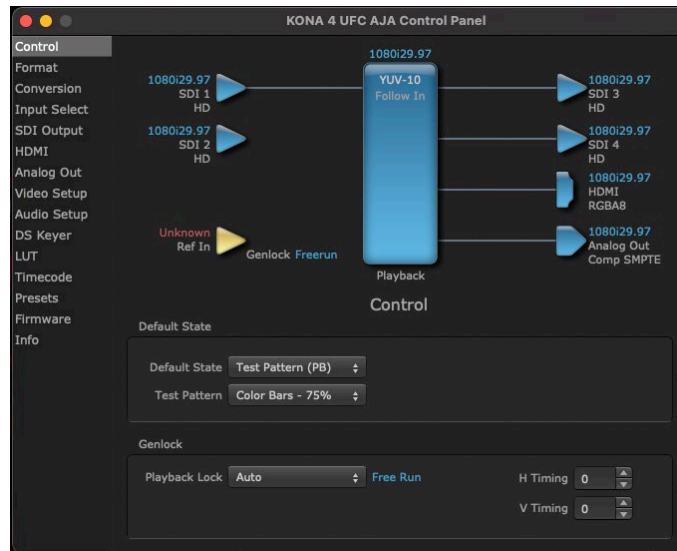 KONA 4 UFC AJA Control Panel
Control
Format
Conversion
Input Select
SDI Output
HDMI
Analog Out
Video Setup
Audio Setup
DS Keyer
LUT
Timecode
Presets
Firmware
Info
1080i29.97
YUV-10
Follow In
Playback
1080i29.97
SDI 1
HD
1080i29.97
SDI 2
HD
Unknown
Ref In
Genlock Freerun
1080i29.97
SDI 3
HD
1080i29.97
SDI 4
HD
1080i29.97
HDMI
RGBA8
1080i29.97
Analog Out
Comp SMPTE
Control
Default State
Default State Test Pattern (PB)
Test Pattern Color Bars - 75%
Genlock
Playback Lock Auto Free Run H Timing 0
V Timing 0